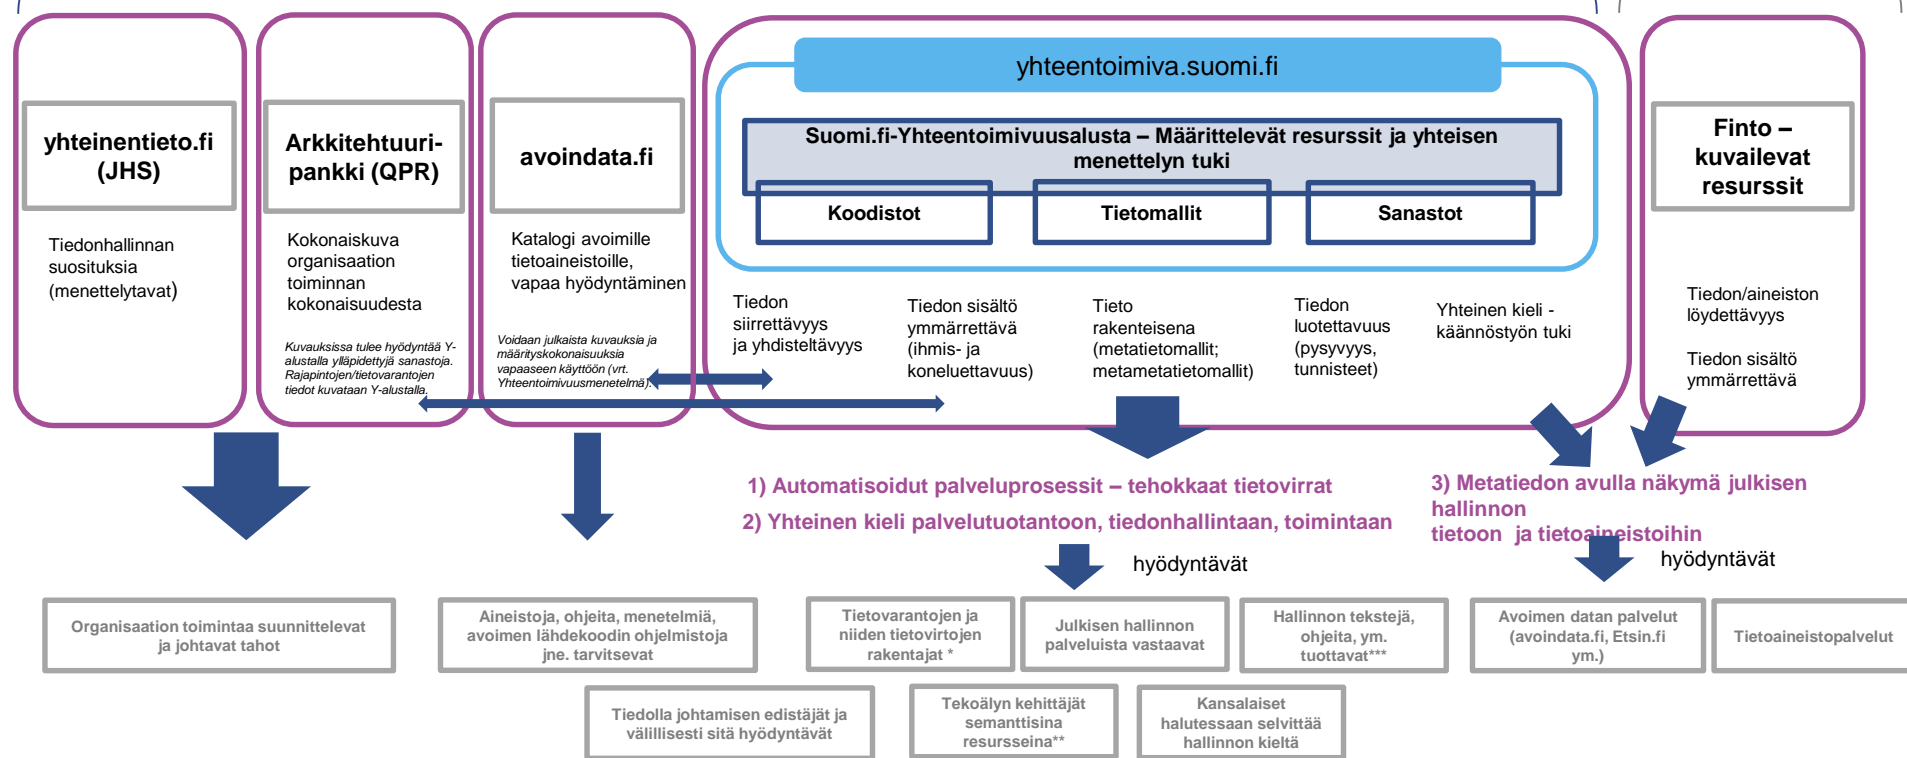 yhteinentieto.fi
(JHS)
Tiedonhallinnan
suosituksia
(menettelytavat)
Arkkitehtuuri-
pankki (QPR)
Kokonaiskuva
organisaation
toiminnan
kokonaisuudesta
Kuvauksissa tulee hyödyntää Y-
alustalla ylläpidettyjä sanastoja.
Rajapintojen/tietovarantojen
tiedot kuvataan Y-alustalla.
avoindata.fi
Katalogi avoimille
tietoaineistoille,
vapaa hyödyntäminen
Voidaan julkaista kuvauksia ja
määrityskokonaisuuksia
vapaaseen käyttöön (vrt.
Yhteentoimivuusmenetelmä).
yhteentoimiva.suomi.fi
Suomi.fi-Yhteentoimivuusalusta – Määrittelevät resurssit ja yhteisen
menettelyn tuki
Koodistot
Tietomallit
Sanastot
Tiedon
siirrettävyys
ja yhdisteltävyys
Tiedon sisältö
ymmärrettävä
(ihmis- ja
koneluettavuus)
Tieto
rakenteisena
(metatietomallit;
metametatietomallit)
Tiedon
luotettavuus
(pysyvyys,
tunnisteet)
Yhteinen kieli -
käännöstyön tuki
Finto –
kuvailevat
resurssit
Tiedon/aineiston
löydettävyys
Tiedon sisältö
ymmärrettävä
1) Automatisoidut palveluprosessit – tehokkaat tietovirrat
2) Yhteinen kieli palvelutuotantoon, tiedonhallintaan, toimintaan
3) Metatiedon avulla näkymä julkisen
hallinnon
tietoon ja tietoaineistoihin
hyödyntävät
hyödyntävät
Organisaation toimintaa suunnittelevat
ja johtavat tahot
Aineistoja, ohjeita, menetelmiä,
avoimen lähdekoodin ohjelmistoja
jne. tarvitsevat
Tietovarantojen ja
niiden tietovirtojen
rakentajat *
Julkisen hallinnon
palveluista vastaavat
Hallinnon tekstejä,
ohjeita, ym.
tuottavat***
Avoimen datan palvelut
(avoindata.fi, Etsin.fi
ym.)
Tietoaineistopalvelut
Tiedolla johtamisen edistäjät ja
välillisesti sitä hyödyntävät
Tekoälyn kehittäjät
semanttisina
resursseina**
Kansalaiset
halutessaan selvittää
hallinnon kieltä